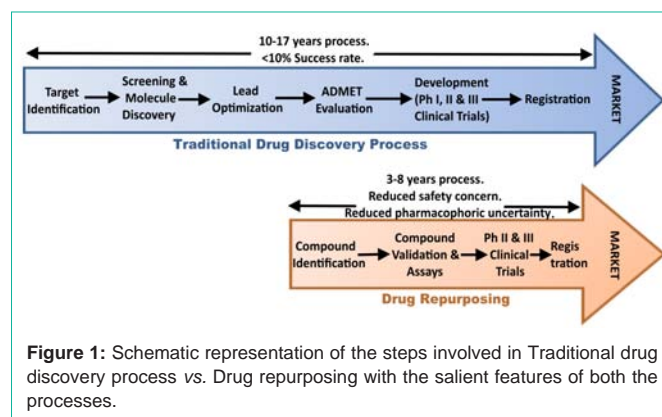 10-17 years process.
<10% Success rate.
Target
Identification
Screening &
Molecule
Discovery
Lead
Optimization
ADMET
Evaluation
Development
(Ph I, II & III
Clinical Trials)
Registration
MARKET
Traditional Drug Discovery Process
3-8 years process.
Reduced safety concern.
Reduced pharmacophoric uncertainty.
Compound
Identification
Compound
Validation &
Assays
Ph II & III
Clinical
Trials
Regis
tration
MARKET
Drug Repurposing
Figure 1: Schematic representation of the steps involved in Traditional drug
discovery process vs. Drug repurposing with the salient features of both the
processes.